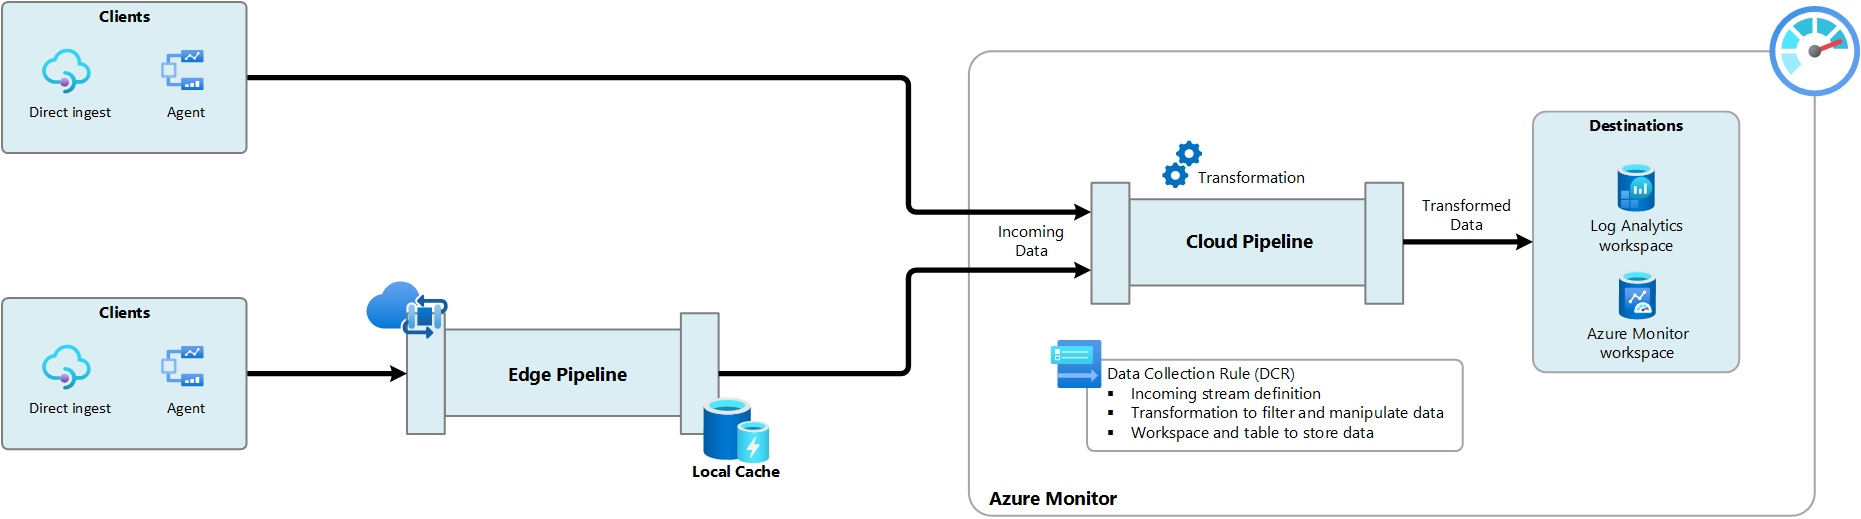 Clients
Direct ingest
Agent
Clients
Direct ingest
Agent
Edge Pipeline
Local Cache
Incoming
Data
Transformation
Cloud Pipeline
Transformed
Data
Destinations
Log Analytics
workspace
Azure Monitor
workspace
Data Collection Rule (DCR)
▪ Incoming stream definition
▪ Transformation to filter and manipulate data
▪ Workspace and table to store data
Azure Monitor